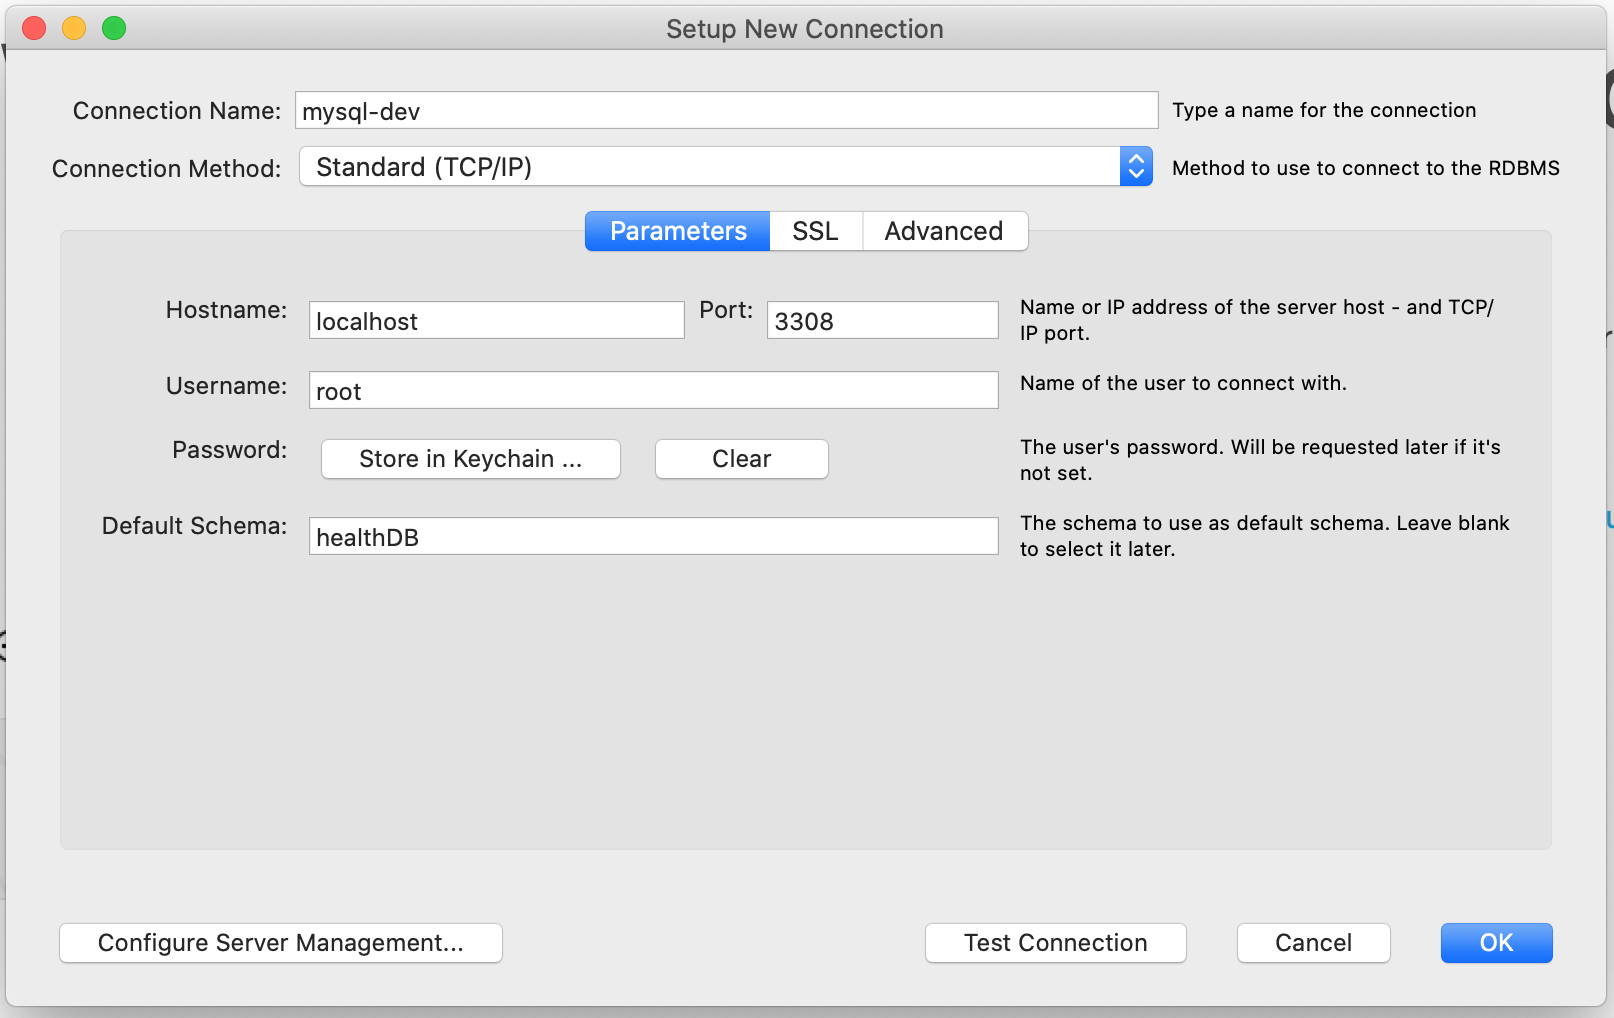 Setup New Connection
Connection Name: mysql-dev Type a name for the connection
Connection Method: Standard (TCP/IP) Method to use to connect to the RDBMS
Parameters SSL Advanced
Hostname: localhost Port: 3308 Name or IP address of the server host - and TCP/
IP port.
Username: root Name of the user to connect with.
Password: Store in Keychain ... Clear The user's password. Will be requested later if it's
not set.
Default Schema: healthDB The schema to use as default schema. Leave blank
to select it later.
Configure Server Management... Test Connection Cancel OK